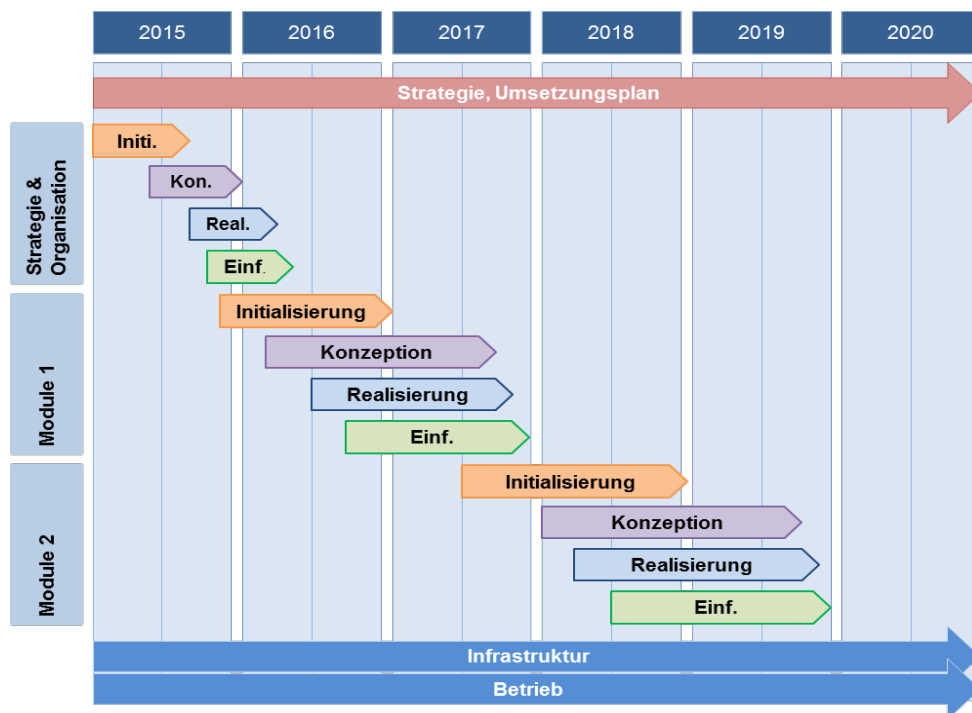 2015 2016 2017 2018 2019 2020
Strategie, Umsetzungsplan
Strategie &
Organisation
Initi.
Kon.
Real.
Einf.
Module 1
Initialisierung
Konzeption
Realisierung
Einf.
Module 2
Initialisierung
Konzeption
Realisierung
Einf.
Infrastruktur
Betrieb